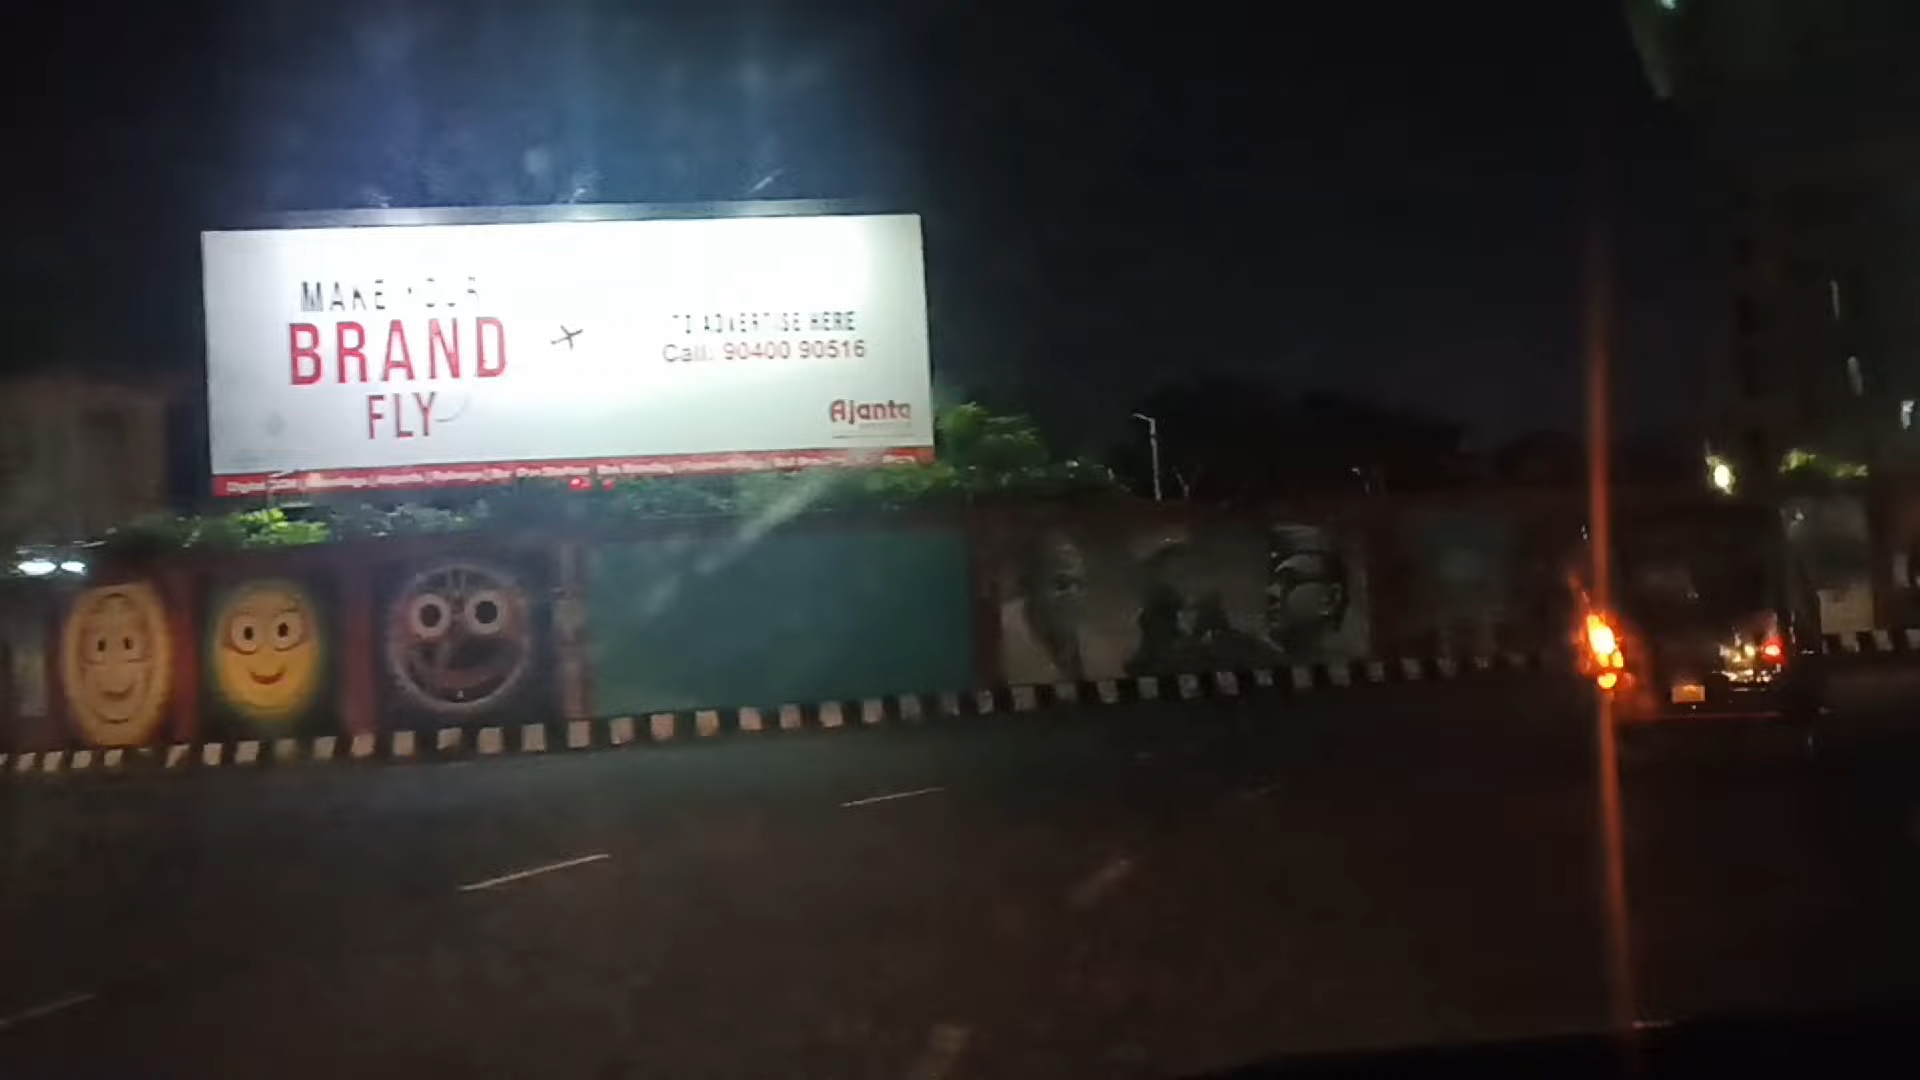 MAKE YOUR
BRAND
FLY
TO ADVERTISE HERE
Call: 90400 90516
Ajanta